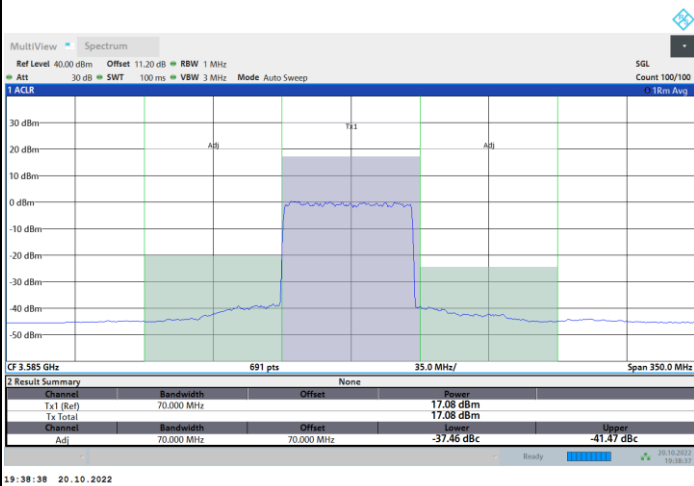 MultiView Spectrum
Ref Level 40.00 dBm Offset 11.20 dB RBW 1 MHz SGL
Att 30 dB SWT 100 ms VBW 3 MHz Mode Auto Sweep Count 100/100
1 ACLR 1Rm Avg
30 dBm
Tx1
20 dBm
Adj Adj
10 dBm
0 dBm
-10 dBm
-20 dBm
-30 dBm
-40 dBm
-50 dBm
CF 3.585 GHz 691 pts 35.0 MHz/ Span 350.0 MHz
2 Result Summary None
Channel Bandwidth Offset Power
Tx1 (Ref) 70.000 MHz 17.08 dBm
Tx Total 17.08 dBm
Channel Bandwidth Offset Lower Upper
Adj 70.000 MHz 70.000 MHz -37.46 dBc -41.47 dBc
Ready 20.10.2022
19:38:37
19:38:38 20.10.2022